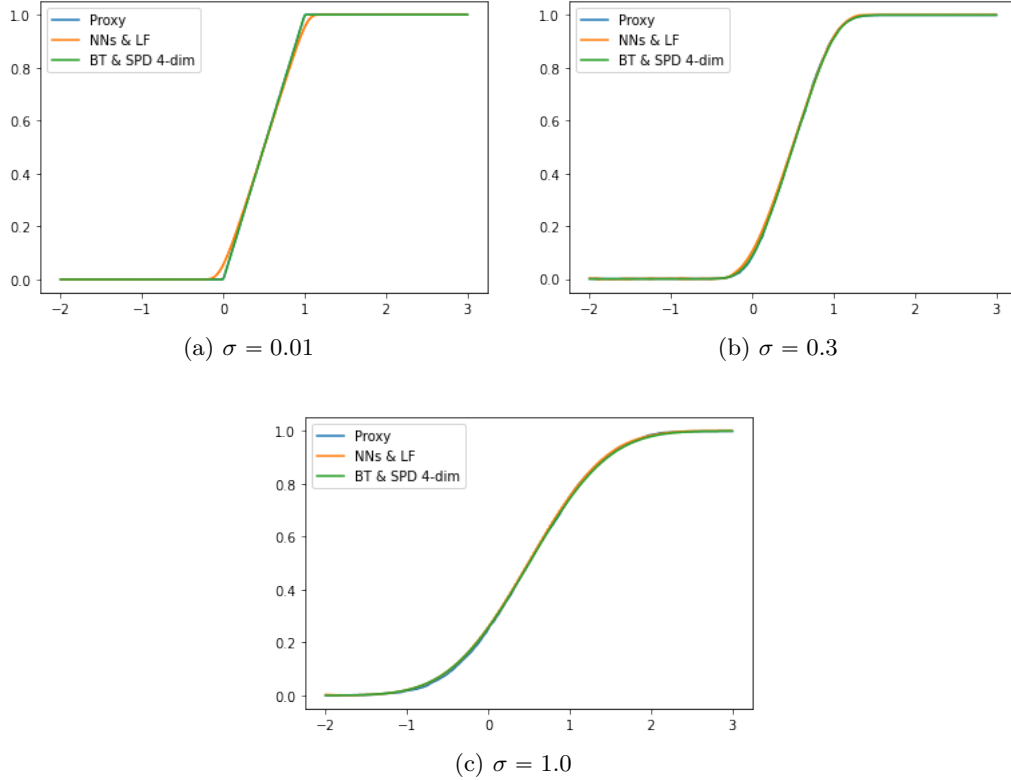 Proxy
NNs & LF
BT & SPD 4-dim
1.0
0.8
0.6
0.4
0.2
0.0
−2 −1 0 1 2 3
(a) σ = 0.01
Proxy
NNs & LF
BT & SPD 4-dim
1.0
0.8
0.6
0.4
0.2
0.0
−2 −1 0 1 2 3
(b) σ = 0.3
Proxy
NNs & LF
BT & SPD 4-dim
1.0
0.8
0.6
0.4
0.2
0.0
−2 −1 0 1 2 3
(c) σ = 1.0